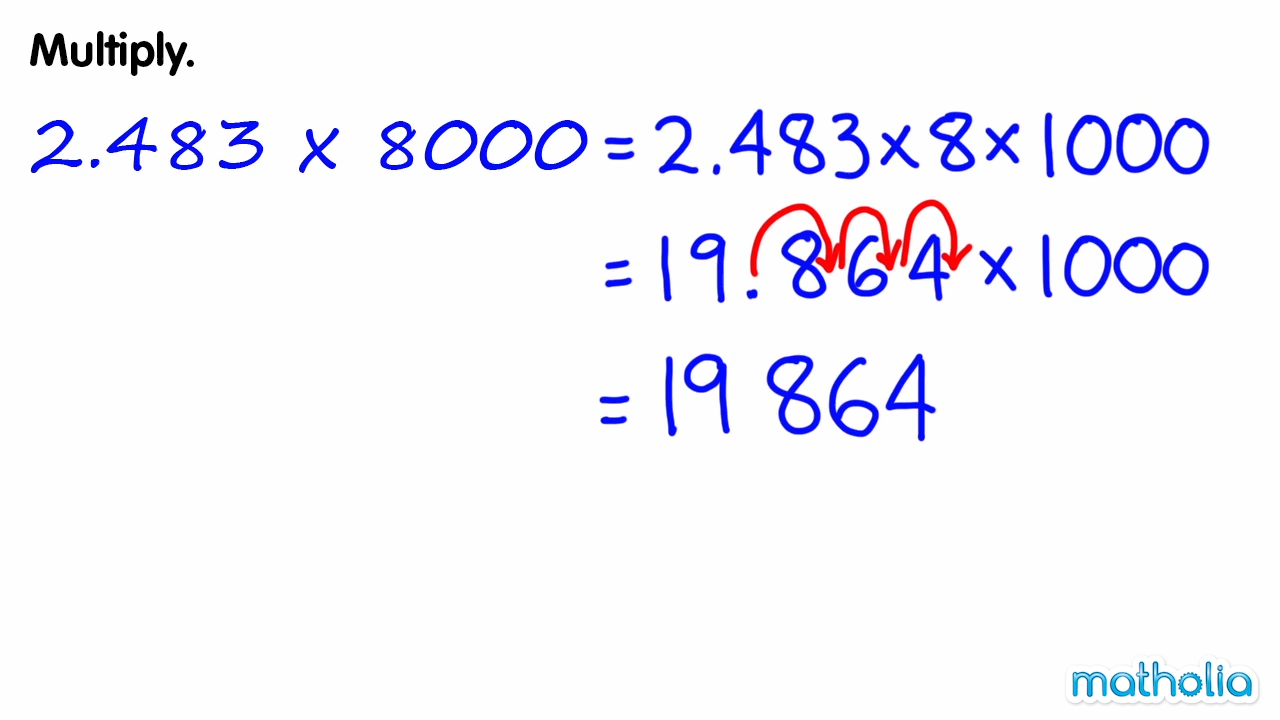 Multiply.
2.483 x 8000 = 2.483 x 8 x 1000
= 19.864 x 1000
= 19 864
matholia